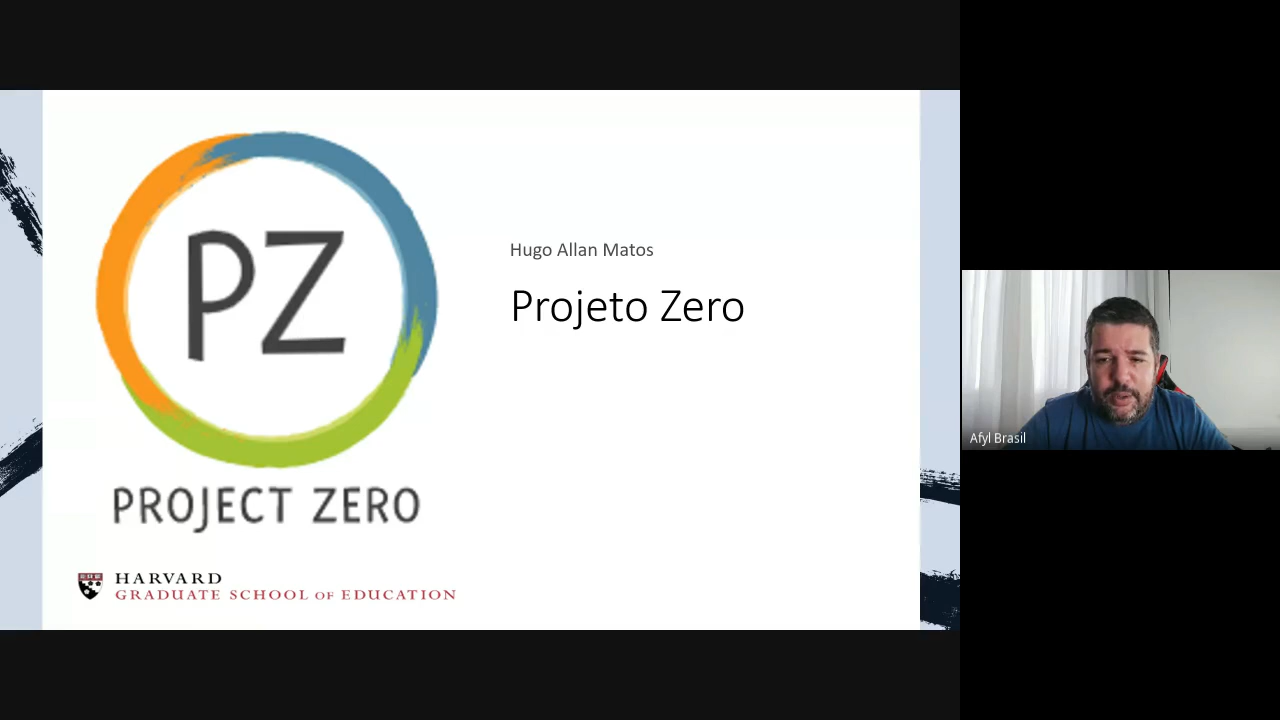 PZ
PROJECT ZERO
HARVARD
GRADUATE SCHOOL OF EDUCATION
Hugo Allan Matos
Projeto Zero
Afyl Brasil